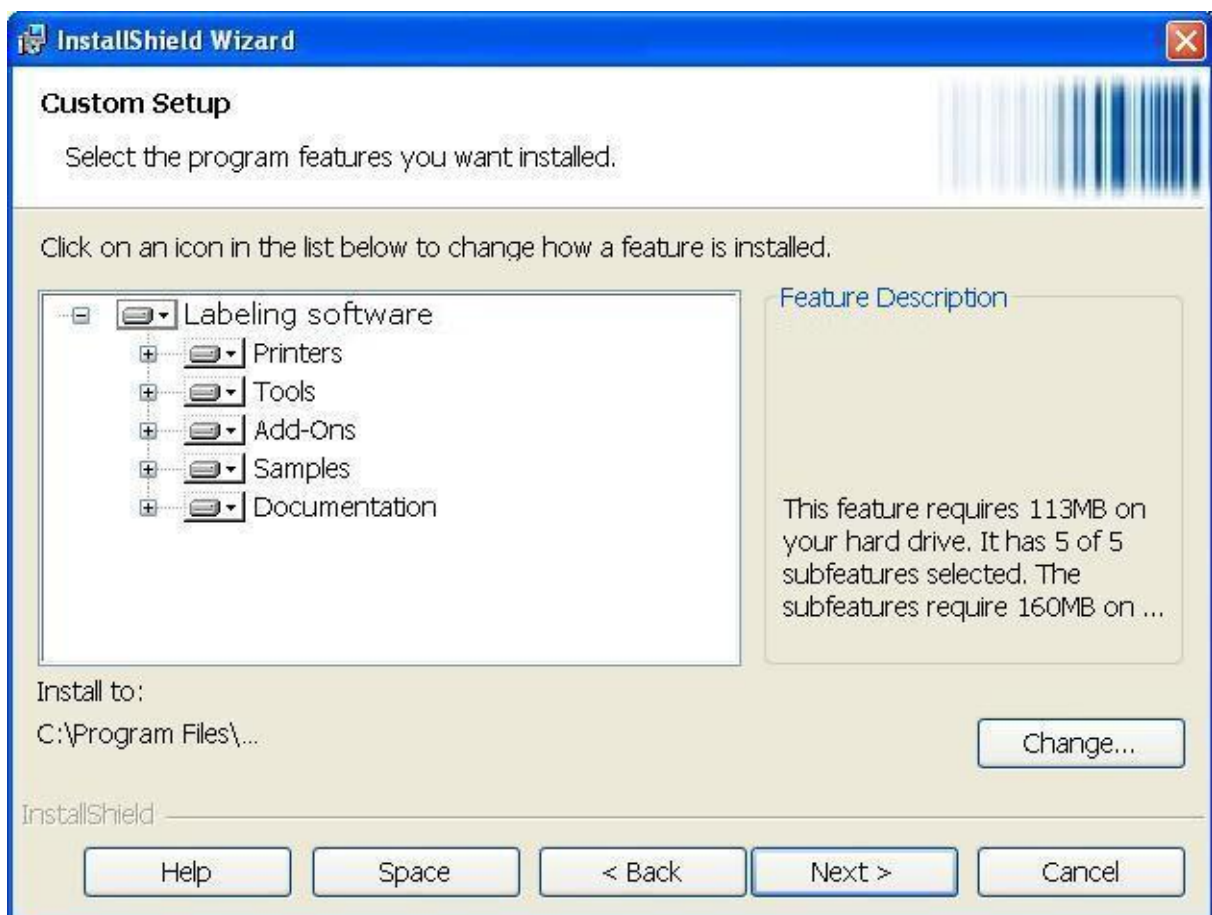 InstallShield Wizard
Custom Setup
Select the program features you want installed.
Click on an icon in the list below to change how a feature is installed.
Labeling software
Printers
Tools
Add-Ons
Samples
Documentation
Feature Description
This feature requires 113MB on
your hard drive. It has 5 of 5
subfeatures selected. The
subfeatures require 160MB on ...
Install to:
C:\Program Files\...
Change...
InstallShield
Help
Space
< Back
Next >
Cancel